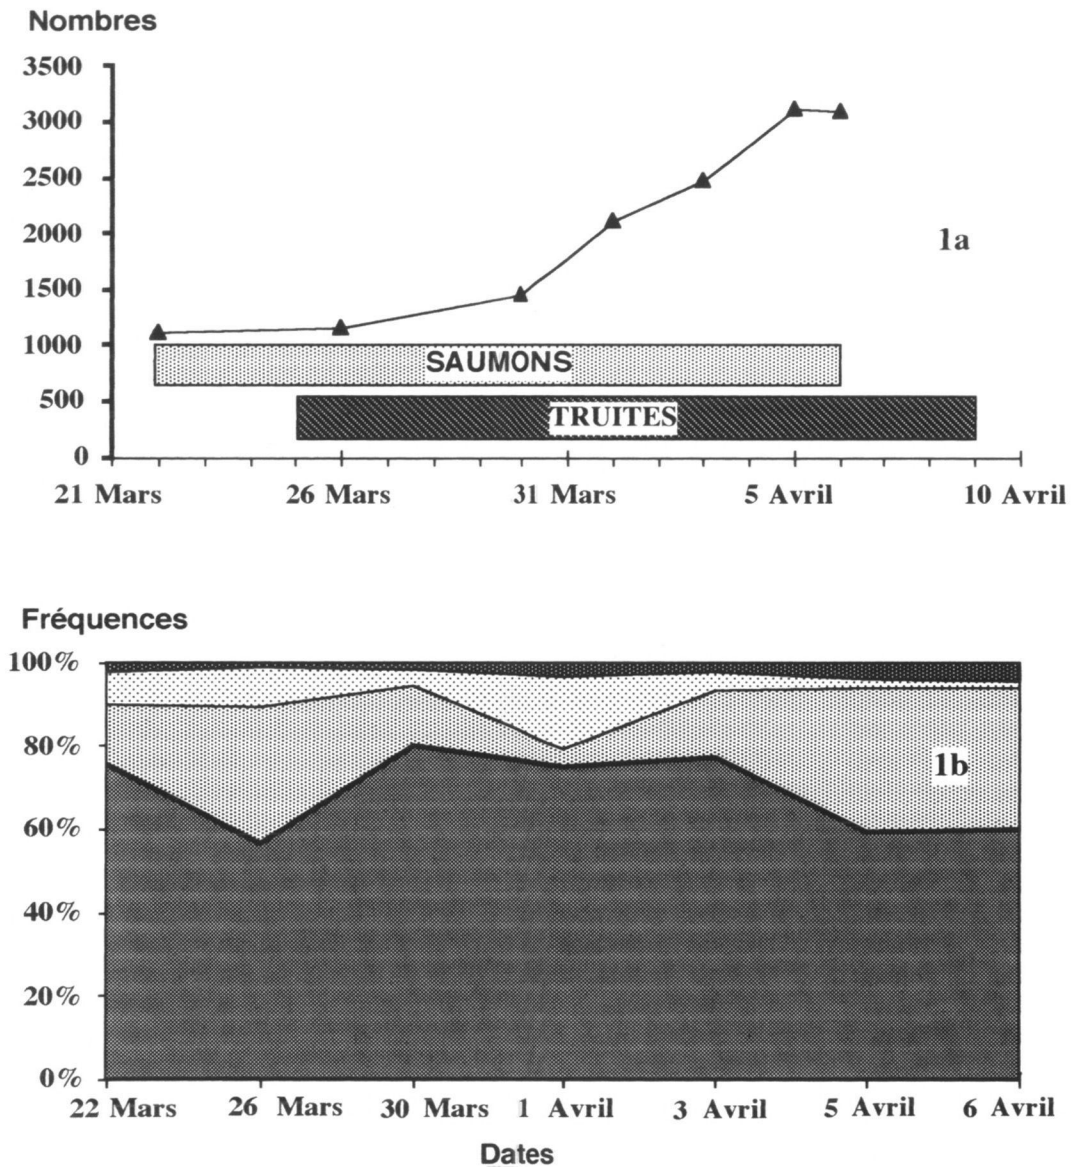 Nombres
3500
3000
2500
2000
1500
1000
500
0
1a
SAUMONS
TRUITES
21 Mars 26 Mars 31 Mars 5 Avril 10 Avril
Fréquences
100%
80%
60%
40%
20%
0%
1b
22 Mars 26 Mars 30 Mars 1 Avril 3 Avril 5 Avril 6 Avril
Dates